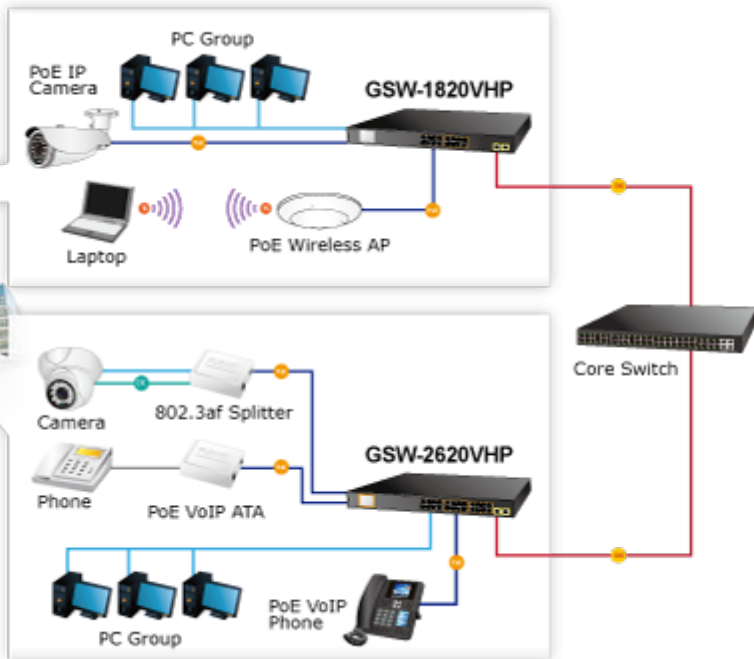 PC Group
PoE IP
Camera
GSW-1820VHP
PoE Wireless AP
Laptop
Core Switch
Camera
802.3af Splitter
GSW-2620VHP
Phone
PoE VoIP ATA
PoE VoIP
Phone
PC Group